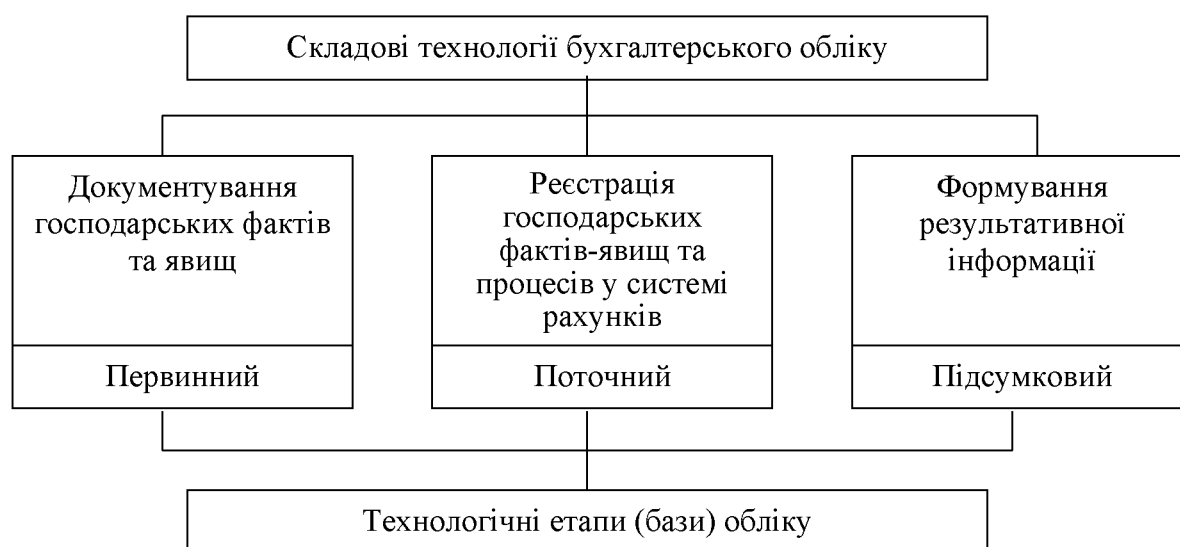 Складові технології бухгалтерського обліку
Документування
господарських фактів
та явищ
Первинний
Реєстрація
господарських
фактів-явищ та
процесів у системі
рахунків
Поточний
Формування
результативної
інформації
Підсумковий
Технологічні етапи (бази) обліку